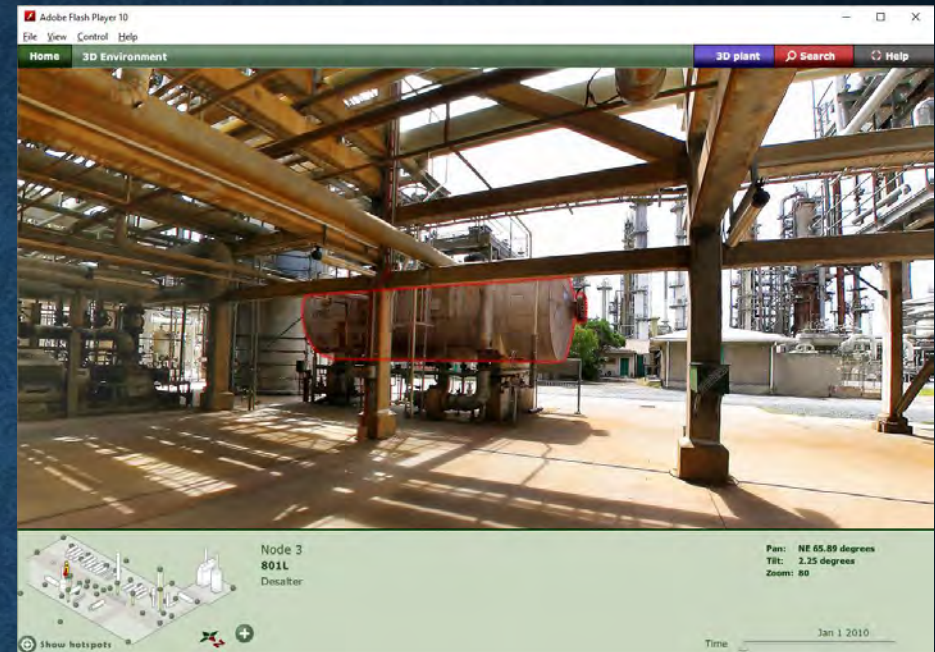 Adobe Flash Player 10
File View Control Help
Home 3D Environment 3D plant Search Help
Node 3
801L
Desalter
Pan: NE 65.89 degrees
Tilt: 2.25 degrees
Zoom: 80
Show hotspots
Time
Jan 1 2010